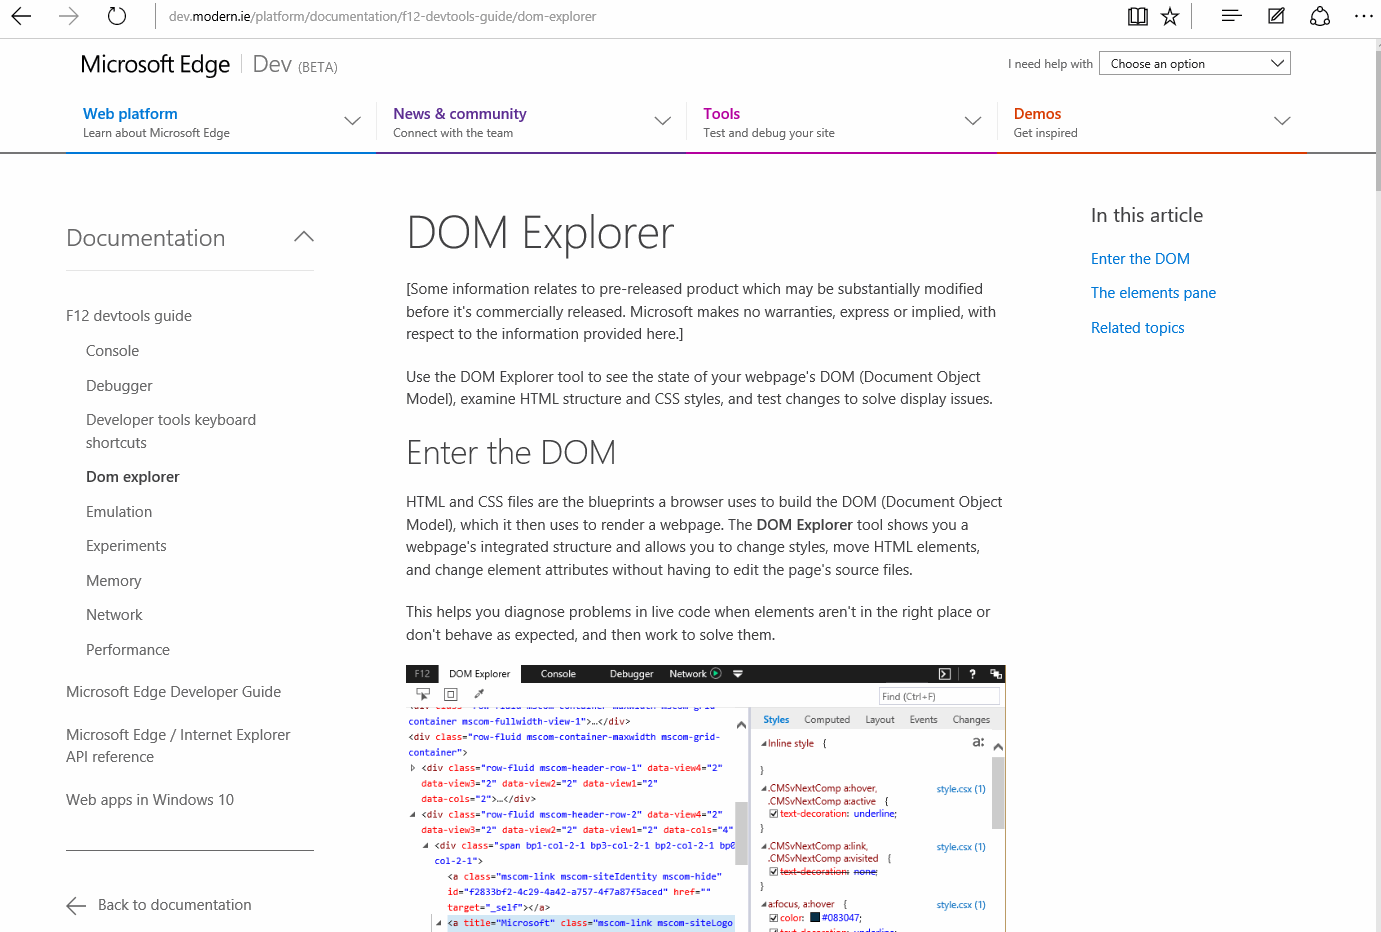 dev.modern.ie/platform/documentation/f12-devtools-guide/dom-explorer
Microsoft Edge Dev (BETA)
I need help with Choose an option
Web platform
Learn about Microsoft Edge
News & community
Connect with the team
Tools
Test and debug your site
Demos
Get inspired
Documentation
F12 devtools guide
Console
Debugger
Developer tools keyboard
shortcuts
Dom explorer
Emulation
Experiments
Memory
Network
Performance
Microsoft Edge Developer Guide
Microsoft Edge / Internet Explorer
API reference
Web apps in Windows 10
Back to documentation
DOM Explorer
[Some information relates to pre-released product which may be substantially modified
before it's commercially released. Microsoft makes no warranties, express or implied, with
respect to the information provided here.]
Use the DOM Explorer tool to see the state of your webpage's DOM (Document Object
Model), examine HTML structure and CSS styles, and test changes to solve display issues.
Enter the DOM
HTML and CSS files are the blueprints a browser uses to build the DOM (Document Object
Model), which it then uses to render a webpage. The DOM Explorer tool shows you a
webpage's integrated structure and allows you to change styles, move HTML elements,
and change element attributes without having to edit the page's source files.
This helps you diagnose problems in live code when elements aren't in the right place or
don't behave as expected, and then work to solve them.
F12 DOM Explorer Console Debugger Network ?
Find (Ctrl+F)
<div class="row-fluid mscom-container-maxwidth mscom-grid-
container mscom-fullwidth-view-1">…</div>
<div class="row-fluid mscom-container-maxwidth mscom-grid-
container">
<div class="row-fluid mscom-header-row-1" data-view4="2"
data-view3="2" data-view2="2" data-view1="2"
data-cols="2">…</div>
<div class="row-fluid mscom-header-row-2" data-view4="2"
data-view3="2" data-view2="2" data-view1="2" data-cols="4"
<div class="span bp1-col-2-1 bp3-col-2-1 bp2-col-2-1 bp0
col-2-1">
<a class="mscom-link mscom-siteIdentity mscom-hide"
id="f2833bf2-4c29-4a42-a757-4f7a87f5aced" href=""
target="_self"></a>
<a title="Microsoft" class="mscom-link mscom-siteLogo
Styles Computed Layout Events Changes
Inline style { a:
}
.CMSvNextComp a:hover, style.csx (1)
.CMSvNextComp a:active {
text-decoration: underline;
}
.CMSvNextComp a:link, style.csx (1)
.CMSvNextComp a:visited {
text-decoration: none;
}
a:focus, a:hover { style.csx (1)
color: #083047;
text-decoration: underline;
In this article
Enter the DOM
The elements pane
Related topics